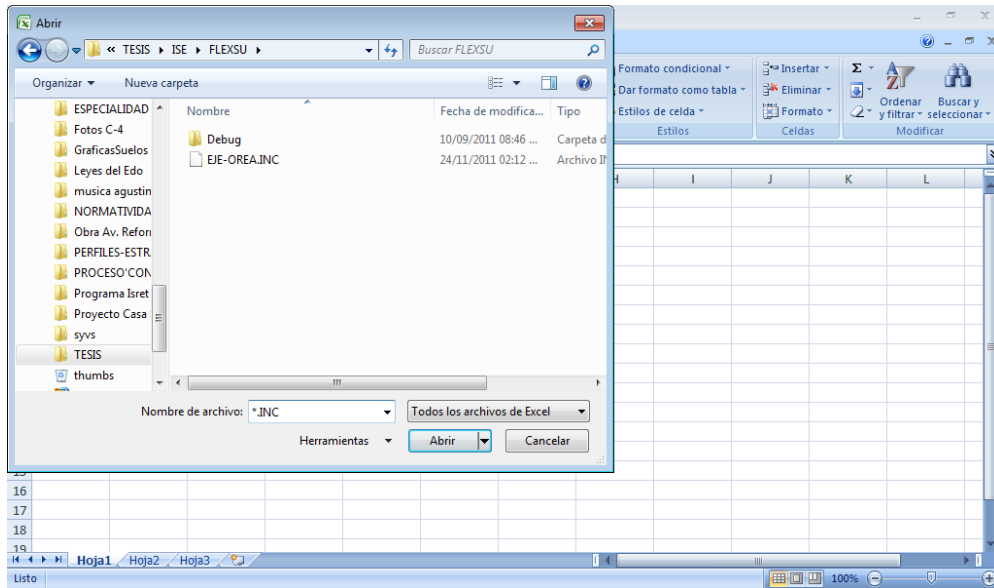 Abrir
« TESIS ▸ ISE ▸ FLEXSU ▸
Buscar FLEXSU
Organizar
Nueva carpeta
ESPECIALIDAD
Fotos C-4
GraficasSuelos
Leyes del Edo
musica agustin
NORMATIVIDA
Obra Av. Refor
PERFILES-ESTR
PROCESO'CON
Programa Isret
Proyecto Casa
syvs
TESIS
thumbs
Nombre Fecha de modifica... Tipo
Debug 10/09/2011 08:46 ... Carpeta d
EJE-OREA.INC 24/11/2011 02:12 ... Archivo IN
Nombre de archivo: *.INC
Todos los archivos de Excel
Herramientas
Abrir
Cancelar
Formato condicional
Dar formato como tabla
Estilos de celda
Estilos
Insertar
Eliminar
Formato
Celdas
Σ
Ordenar
y filtrar
Buscar y
seleccionar
Modificar
H I J K L
16
17
18
19
Hoja1 Hoja2 Hoja3
Listo
100%